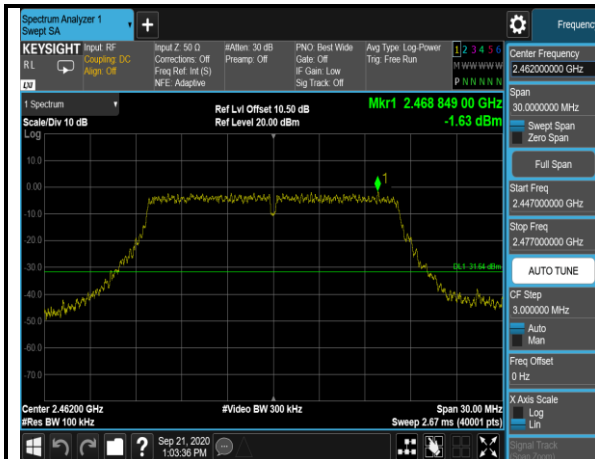 Spectrum Analyzer 1
Swept SA
Frequency
KEYSIGHT
RL
LXI
Input: RF
Coupling: DC
Align: Off
Input Z: 50 Ω
Corrections: Off
Freq Ref: Int (S)
NFE: Adaptive
#Atten: 30 dB
Preamp: Off
PNO: Best Wide
Gate: Off
IF Gain: Low
Sig Track: Off
Avg Type: Log-Power
Trig: Free Run
1 2 3 4 5 6
M W W W W W
P N N N N N
Center Frequency
2.462000000 GHz
Span
30.0000000 MHz
Swept Span
Zero Span
Full Span
Start Freq
2.447000000 GHz
Stop Freq
2.477000000 GHz
AUTO TUNE
CF Step
3.000000 MHz
Auto
Man
Freq Offset
0 Hz
X Axis Scale
Log
Lin
Signal Track
(Span Zoom)
1 Spectrum
Scale/Div 10 dB
Log
Ref Lvl Offset 10.50 dB
Ref Level 20.00 dBm
Mkr1 2.468 849 00 GHz
-1.63 dBm
10.0
0.00
-10.0
-20.0
-30.0
-40.0
-50.0
-60.0
-70.0
1
DL1 -31.64 dBm
Center 2.46200 GHz
#Res BW 100 kHz
#Video BW 300 kHz
Span 30.00 MHz
Sweep 2.67 ms (40001 pts)
?
Sep 21, 2020
1:03:36 PM